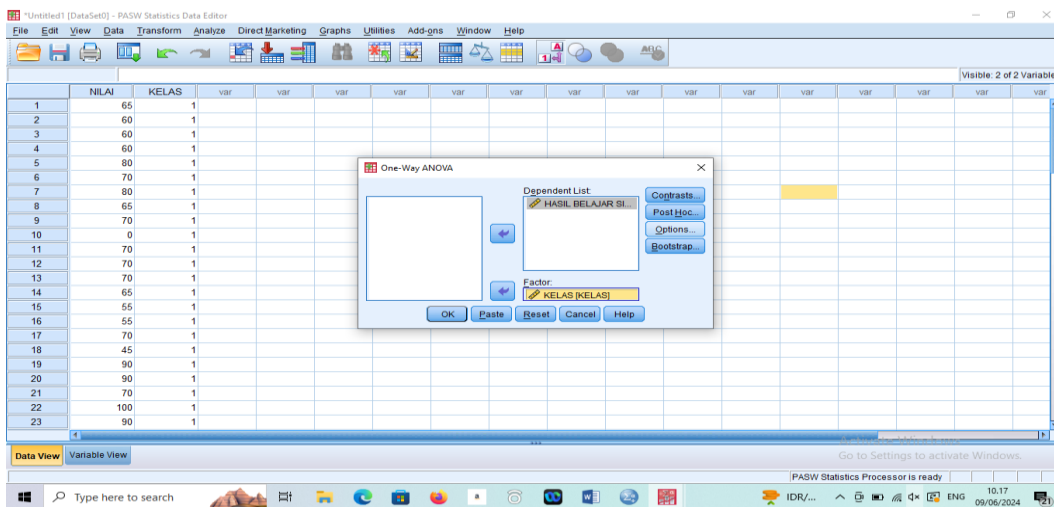 *Untitled1 [DataSet0] - PASW Statistics Data Editor
File Edit View Data Transform Analyze Direct Marketing Graphs Utilities Add-ons Window Help
Visible: 2 of 2 Variable
NILAI KELAS var var var var var var var var var var var var var var var
1 65 1
2 60 1
3 60 1
4 60 1
5 80 1
6 70 1
7 80 1
8 65 1
9 70 1
10 0 1
11 70 1
12 70 1
13 70 1
14 65 1
15 55 1
16 55 1
17 70 1
18 45 1
19 90 1
20 90 1
21 70 1
22 100 1
23 90 1
One-Way ANOVA
Dependent List:
HASIL BELAJAR SI...
Contrasts...
Post Hoc...
Options...
Bootstrap...
Factor:
KELAS [KELAS]
OK Paste Reset Cancel Help
Data View Variable View
Go to Settings to activate Windows.
PASW Statistics Processor is ready
Type here to search
IDR/... ENG 10.17
09/06/2024